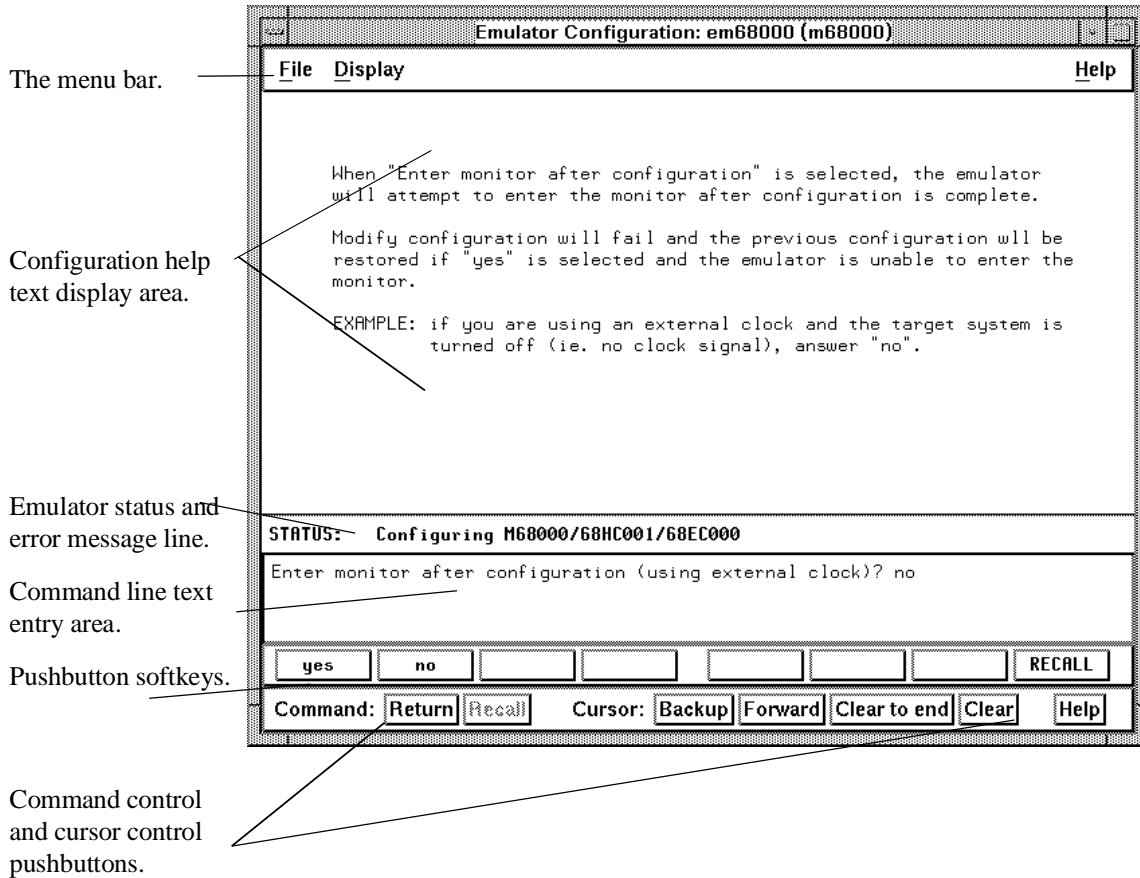 Emulator Configuration: em68000 (m68000)
The menu bar.
File Display Help
When "Enter monitor after configuration" is selected, the emulator
will attempt to enter the monitor after configuration is complete.
Modify configuration will fail and the previous configuration wll be
restored if "yes" is selected and the emulator is unable to enter the
monitor.
EXAMPLE: if you are using an external clock and the target system is
turned off (ie. no clock signal), answer "no".
Configuration help
text display area.
Emulator status and
error message line.
STATUS: Configuring M68000/68HC001/68EC000
Enter monitor after configuration (using external clock)? no
Command line text
entry area.
Pushbutton softkeys.
yes no RECALL
Command: Return Recall Cursor: Backup Forward Clear to end Clear Help
Command control
and cursor control
pushbuttons.